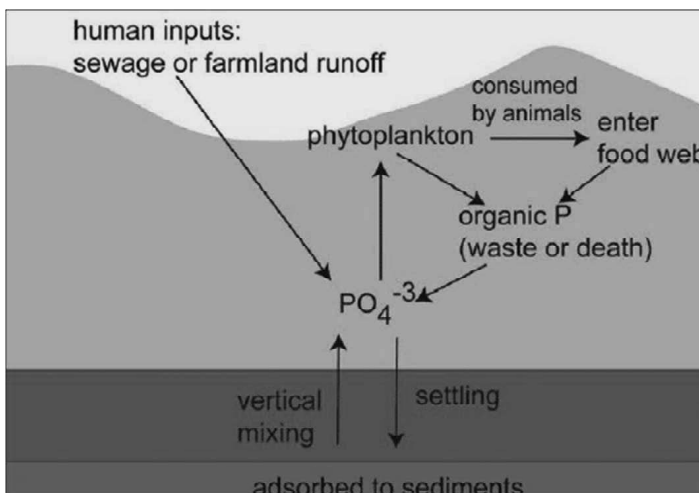 human inputs:
sewage or farmland runoff
consumed
by animals
phytoplankton
enter
food web
organic P
(waste or death)
PO₄⁻³
vertical
mixing
settling
adsorbed to sediments